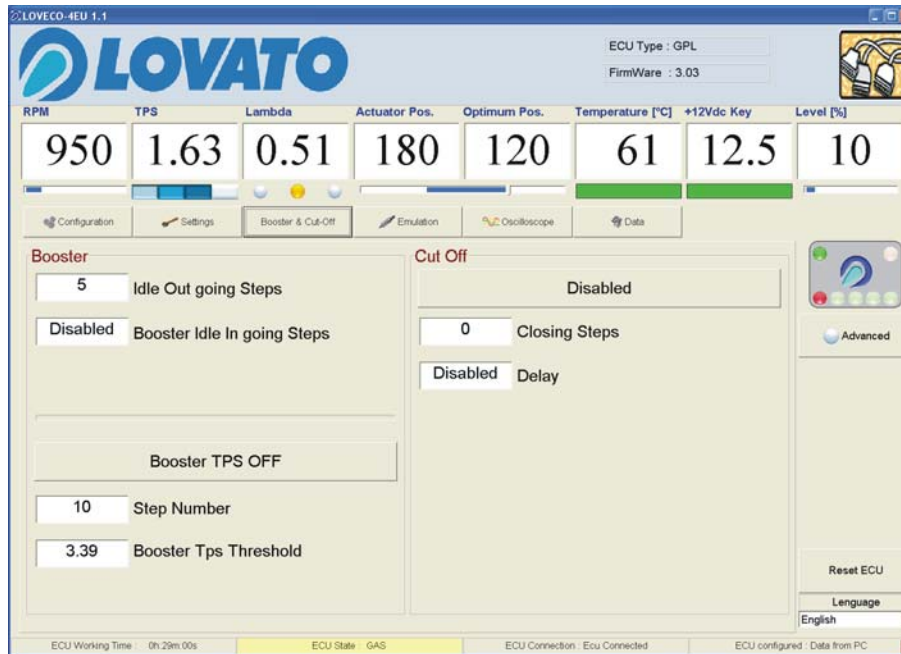 LOVECO-4EU 1.1
LOVATO
ECU Type : GPL
FirmWare : 3.03
RPM TPS Lambda Actuator Pos. Optimum Pos. Temperature [°C] +12Vdc Key Level [%]
950 1.63 0.51 180 120 61 12.5 10
Configuration Settings Booster & Cut-Off Emulation Oscilloscope Data
Booster
5 Idle Out going Steps
Disabled Booster Idle In going Steps
Booster TPS OFF
10 Step Number
3.39 Booster Tps Threshold
Cut Off
Disabled
0 Closing Steps
Disabled Delay
Advanced
Reset ECU
Lenguage
English
ECU Working Time : 0h:29m:00s ECU State : GAS ECU Connection : Ecu Connected ECU configured : Data from PC